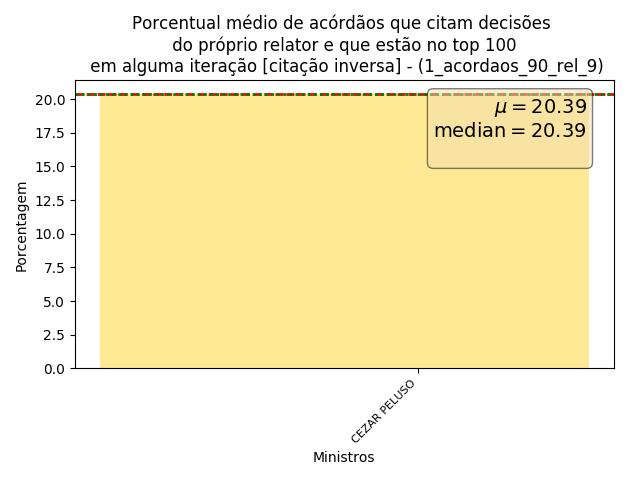 Porcentual médio de acórdãos que citam decisões
do próprio relator e que estão no top 100
em alguma iteração [citação inversa] - (1_acordaos_90_rel_9)
20.0
17.5
15.0
12.5
10.0
7.5
5.0
2.5
0.0
Porcentagem
μ = 20.39
median = 20.39
CEZAR PELUSO
Ministros